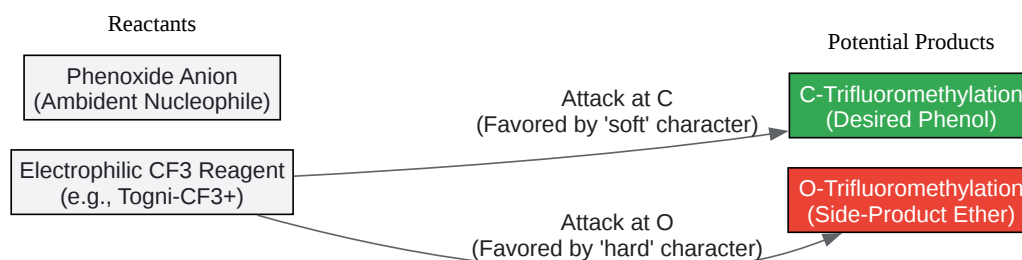 Reactants
Phenoxide Anion
(Ambident Nucleophile)
Electrophilic CF3 Reagent
(e.g., Togni-CF3+)
Attack at C
(Favored by 'soft' character)
Attack at O
(Favored by 'hard' character)
Potential Products
C-Trifluoromethylation
(Desired Phenol)
O-Trifluoromethylation
(Side-Product Ether)